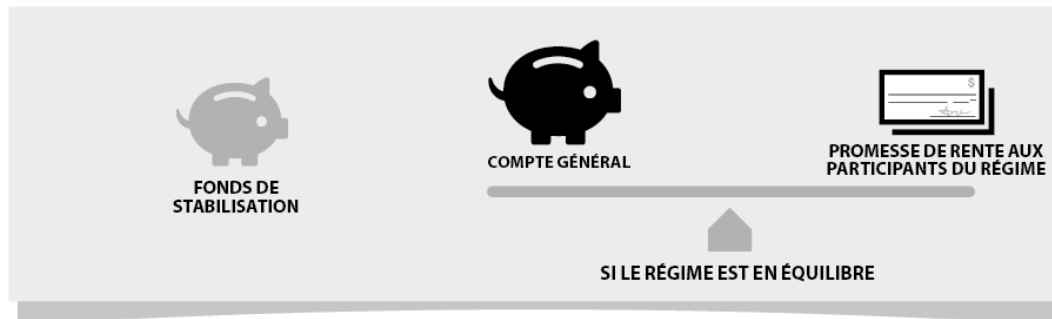 FONDS DE
STABILISATION
COMPTE GÉNÉRAL
$
PROMESSE DE RENTE AUX
PARTICIPANTS DU RÉGIME
SI LE RÉGIME EST EN ÉQUILIBRE